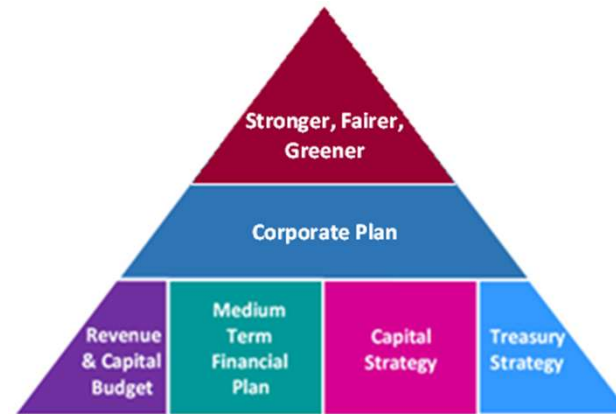 Stronger, Fairer,
Greener
Corporate Plan
Revenue
& Capital
Budget
Medium
Term
Financial
Plan
Capital
Strategy
Treasury
Strategy